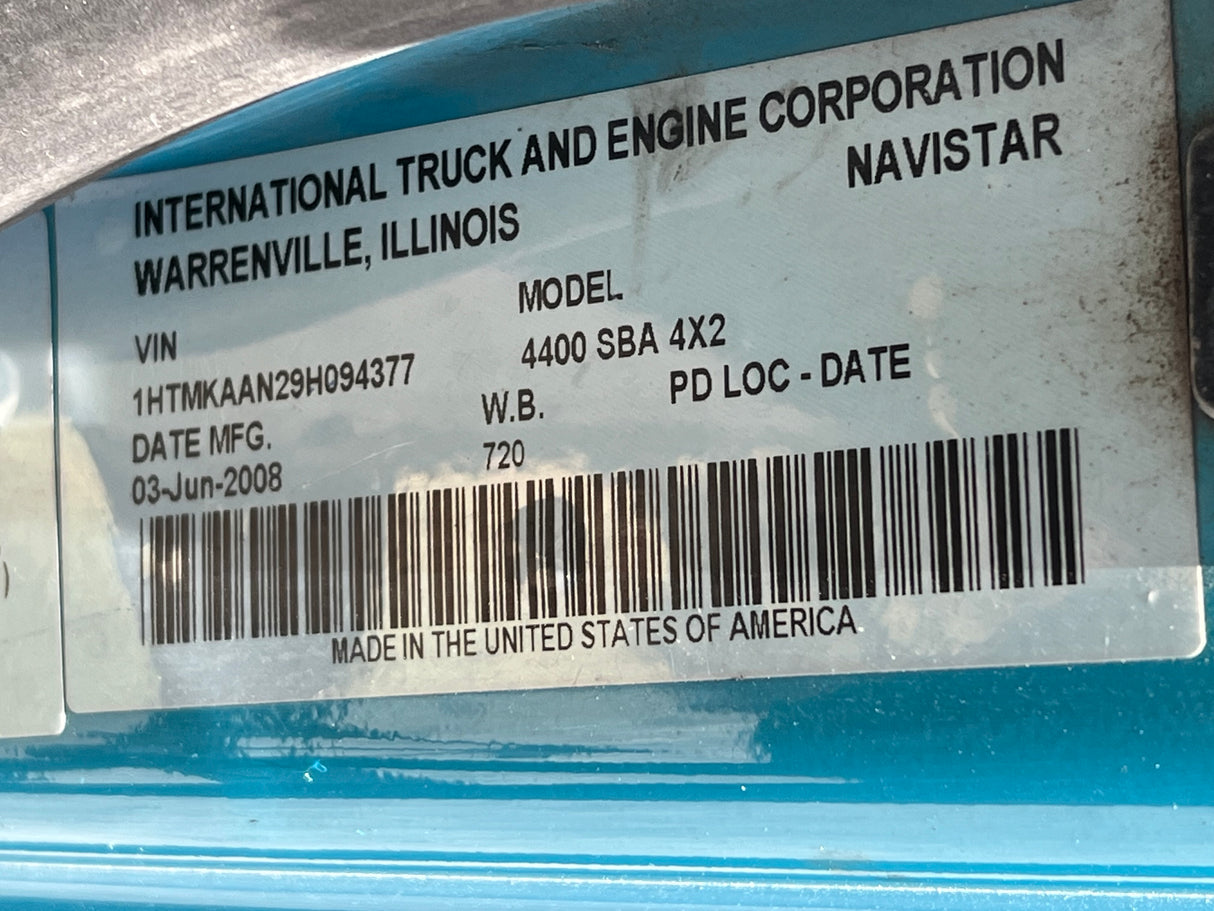 INTERNATIONAL TRUCK AND ENGINE CORPORATION
WARRENVILLE, ILLINOIS NAVISTAR
VIN MODEL
1HTMKAAN29H094377 4400 SBA 4X2
DATE MFG. W.B. PD LOC - DATE
03-Jun-2008 720
MADE IN THE UNITED STATES OF AMERICA